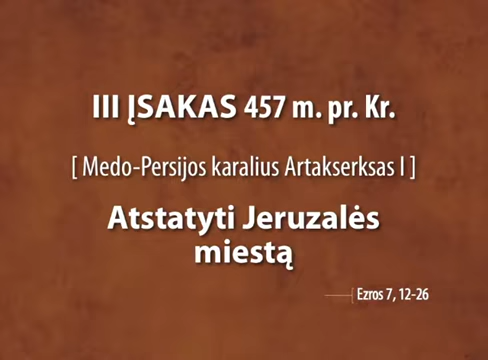 III ĮSAKAS 457 m. pr. Kr.
[ Medo-Persijos karalius Artakserksas I ]
Atstatyti Jeruzalės
miestą
[ Ezros 7, 12-26